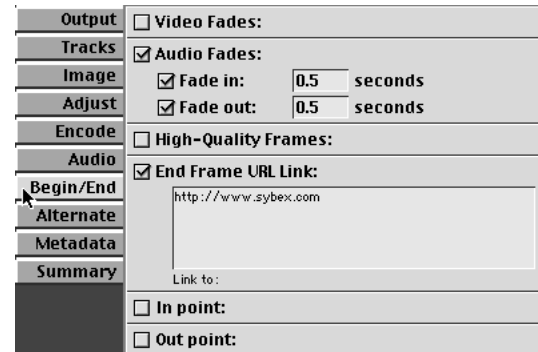 Output
Tracks
Image
Adjust
Encode
Audio
Begin/End
Alternate
Metadata
Summary
Video Fades:
Audio Fades:
Fade in: 0.5 seconds
Fade out: 0.5 seconds
High-Quality Frames:
End Frame URL Link:
http://www.sybex.com
Link to:
In point:
Out point: